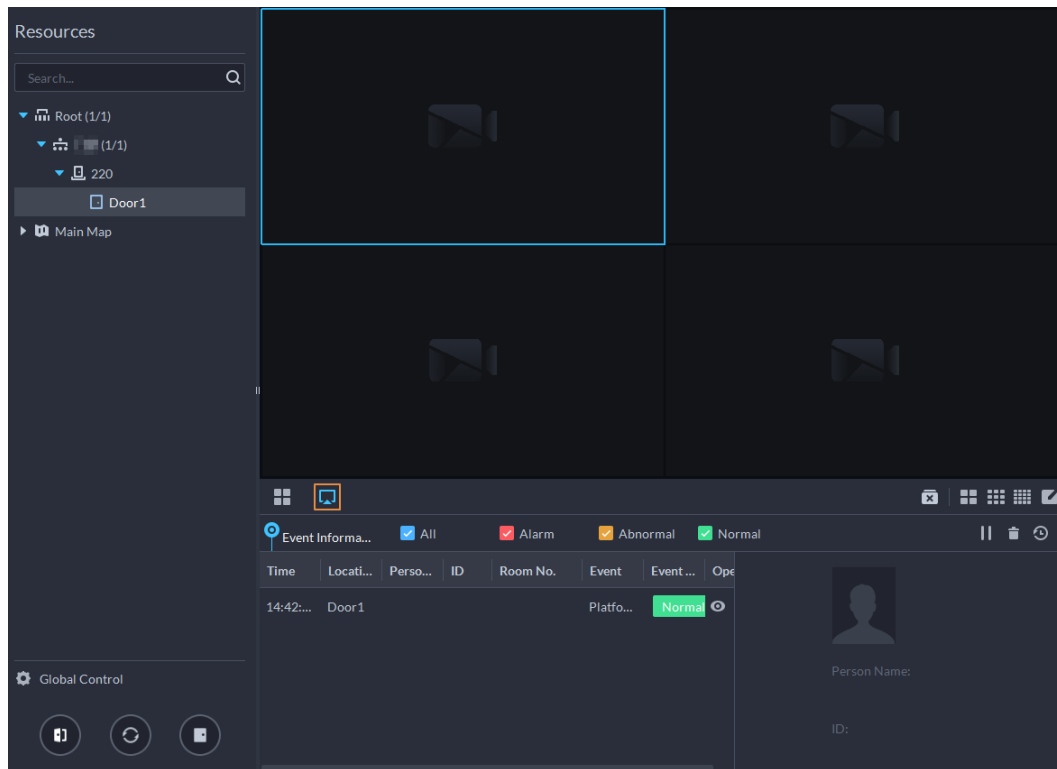 Resources
Search...
Root (1/1)
(1/1)
220
Door1
Main Map
Event Informa...
All
Alarm
Abnormal
Normal
Time Locati... Perso... ID Room No. Event Event ... Ope
14:42:... Door1 Platfo... Normal
Person Name:
ID:
Global Control